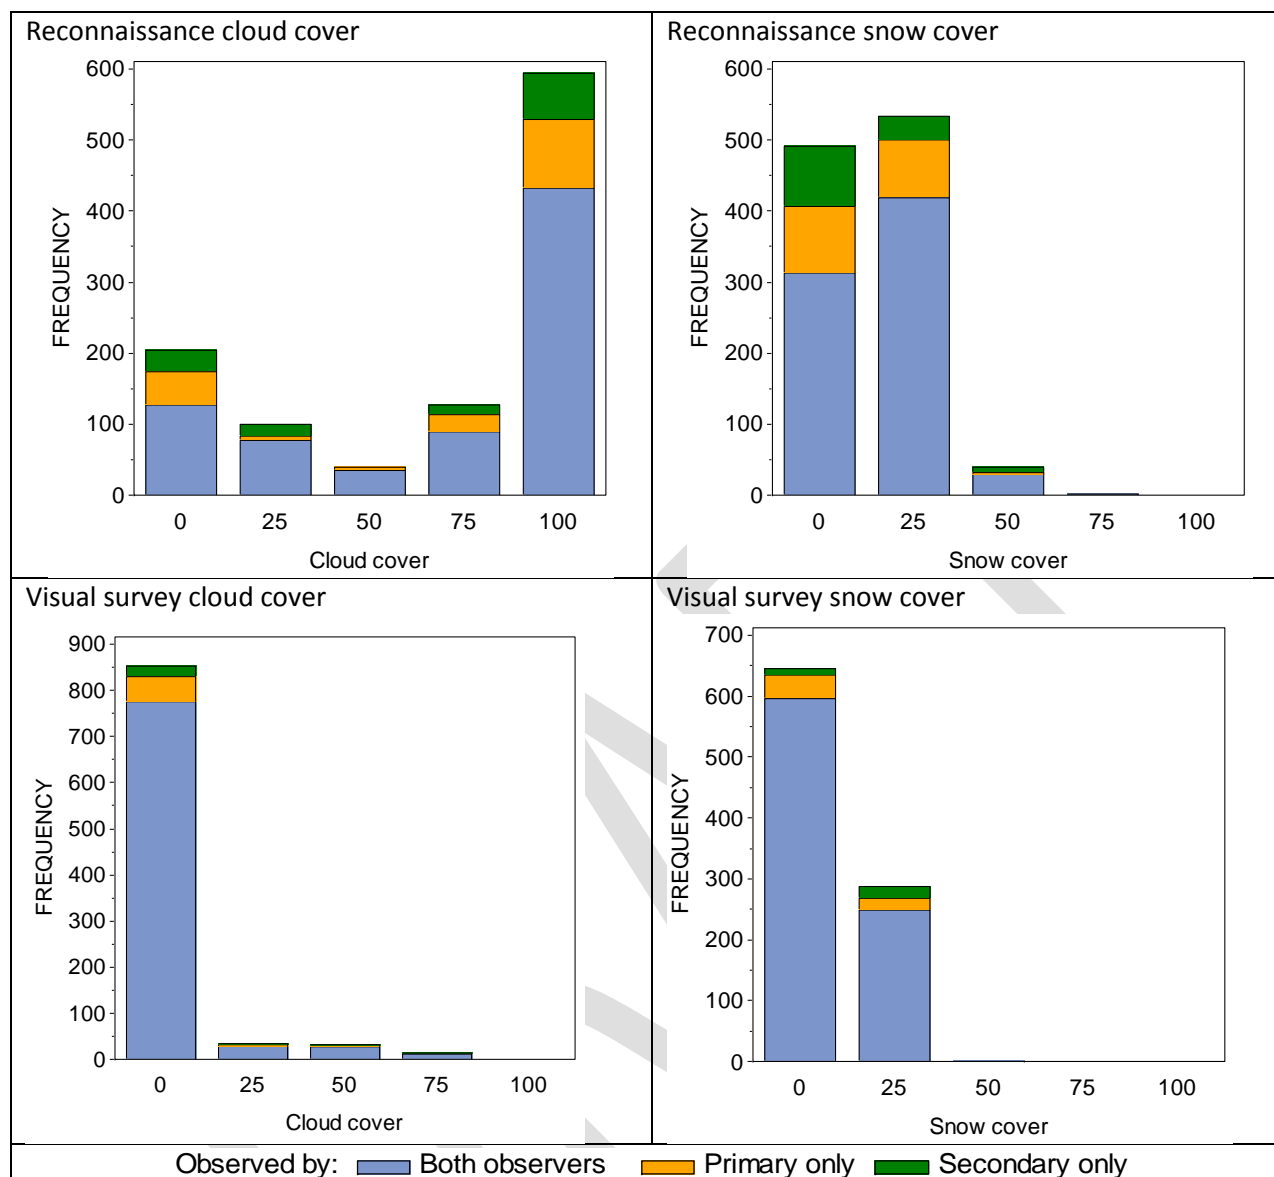 Reconnaissance cloud cover
600
500
400
300
200
100
0
FREQUENCY
0 25 50 75 100
Cloud cover
Reconnaissance snow cover
600
500
400
300
200
100
0
FREQUENCY
0 25 50 75 100
Snow cover
Visual survey cloud cover
900
800
700
600
500
400
300
200
100
0
FREQUENCY
0 25 50 75 100
Cloud cover
Visual survey snow cover
700
600
500
400
300
200
100
0
FREQUENCY
0 25 50 75 100
Snow cover
Observed by: Both observers Primary only Secondary only